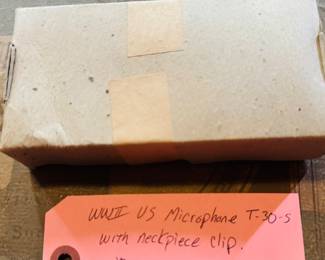 WWII US Microphone T-30-S
with neckpiece clip.